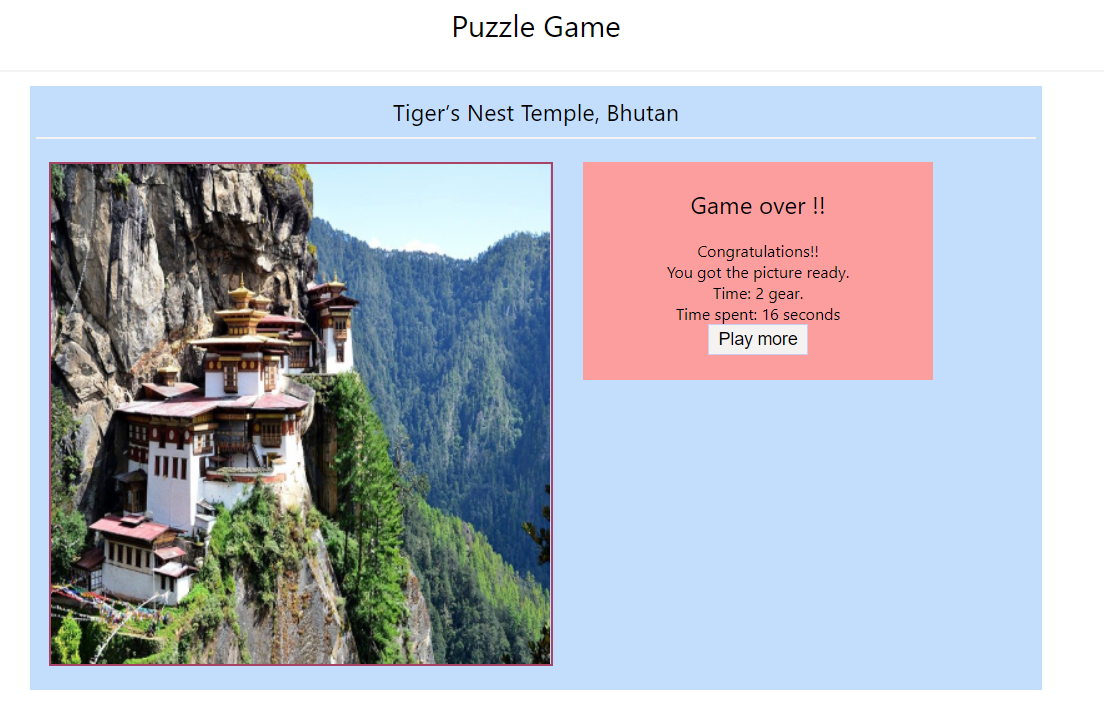 Puzzle Game
Tiger's Nest Temple, Bhutan
Game over !!
Congratulations!!
You got the picture ready.
Time: 2 gear.
Time spent: 16 seconds
Play more